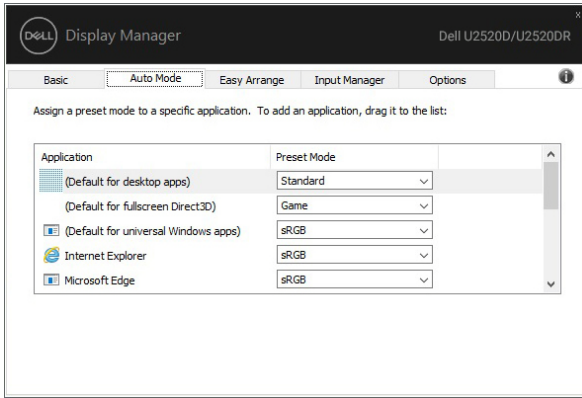 DELL Display Manager Dell U2520D/U2520DR x
Basic Auto Mode Easy Arrange Input Manager Options i
Assign a preset mode to a specific application. To add an application, drag it to the list:
Application Preset Mode
(Default for desktop apps) Standard
(Default for fullscreen Direct3D) Game
(Default for universal Windows apps) sRGB
Internet Explorer sRGB
Microsoft Edge sRGB